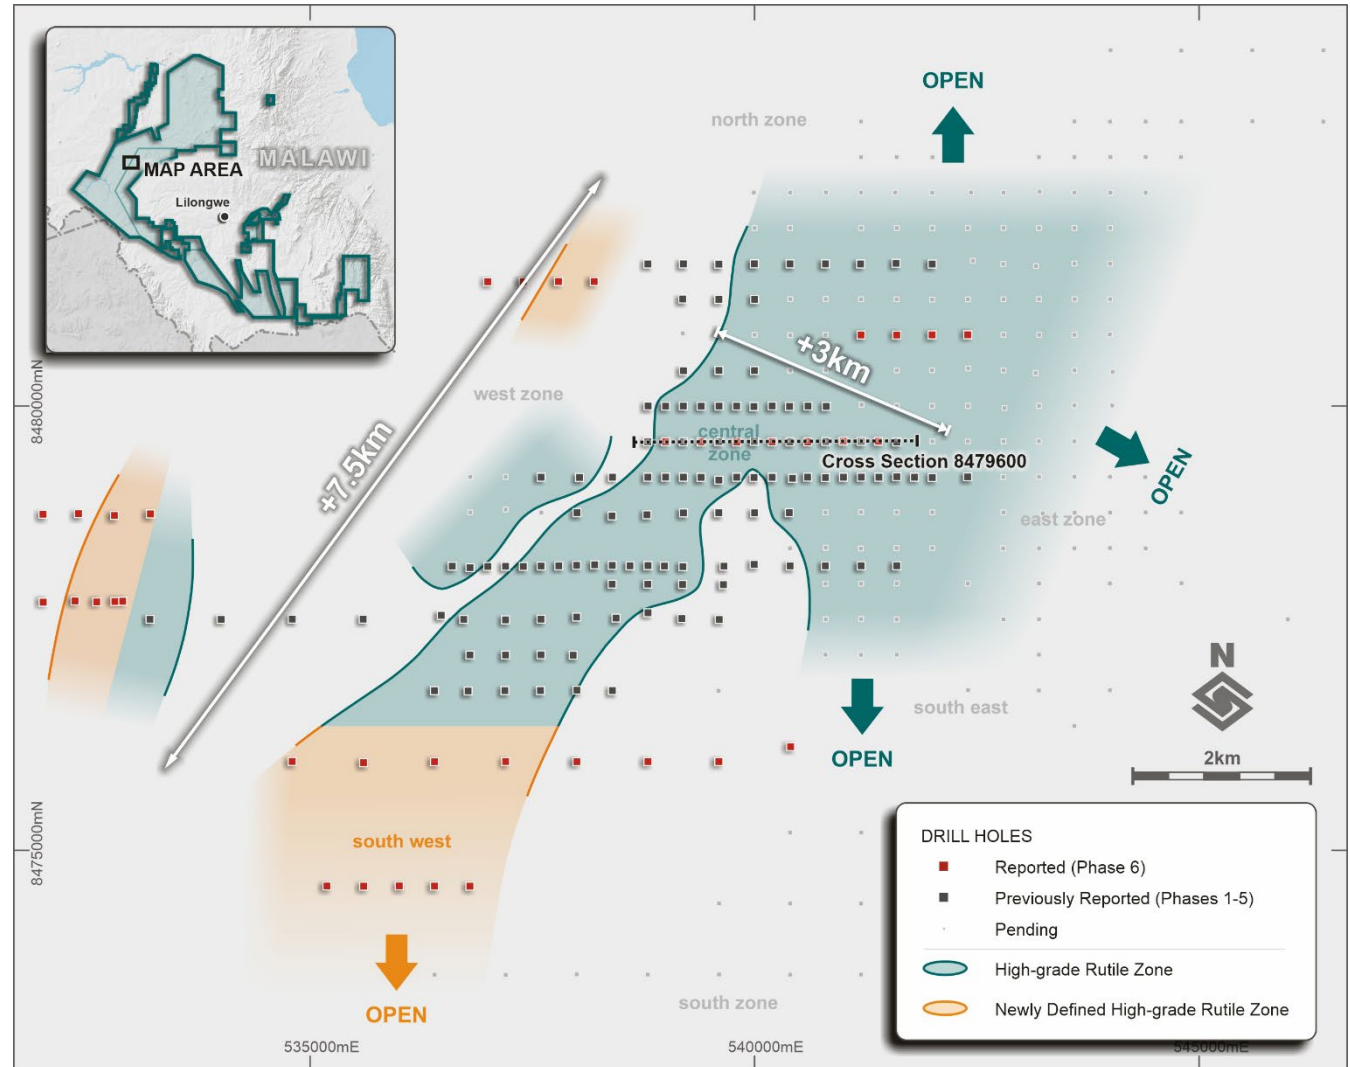 MALAWI
MAP AREA
Lilongwe
OPEN
north zone
+7.5km
+3km
west zone
central
zone
Cross Section 8479600
OPEN
east zone
8480000mN
N
south east
2km
OPEN
south west
8475000mN
OPEN
south zone
DRILL HOLES
Reported (Phase 6)
Previously Reported (Phases 1-5)
Pending
High-grade Rutile Zone
Newly Defined High-grade Rutile Zone
535000mE
540000mE
545000mE